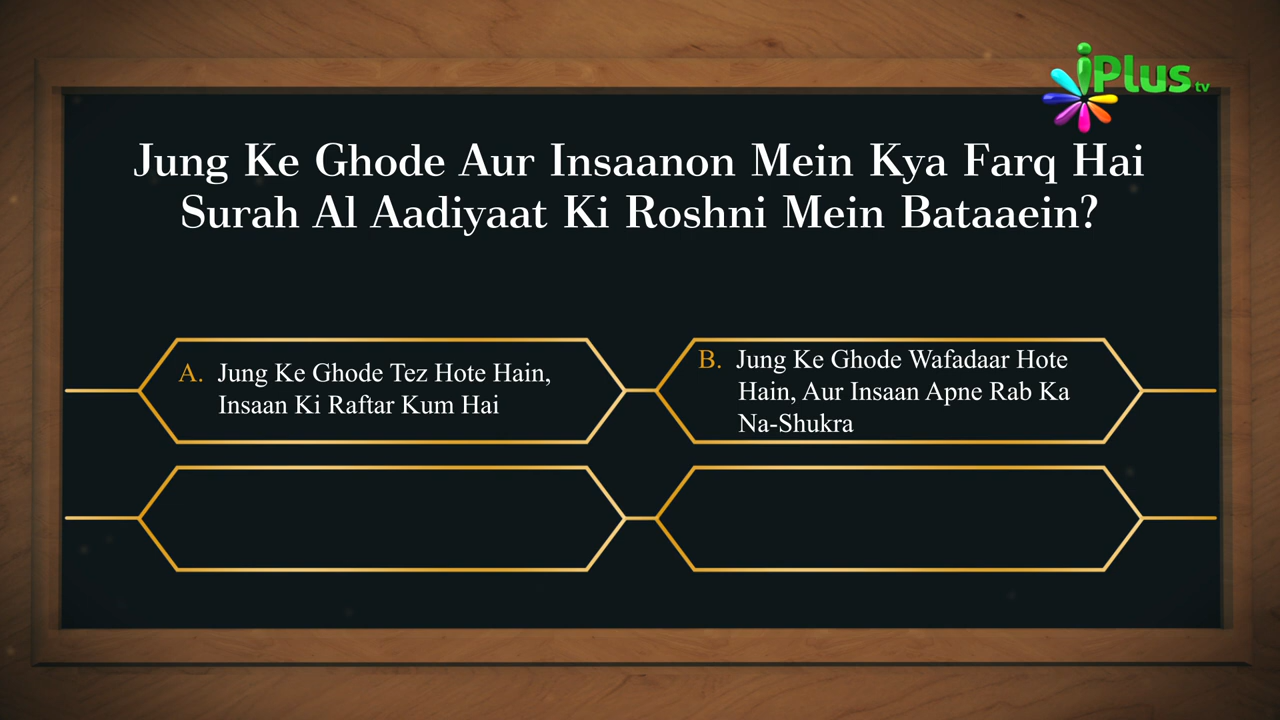 iPlus tv
Jung Ke Ghode Aur Insaanon Mein Kya Farq Hai
Surah Al Aadiyaat Ki Roshni Mein Bataaein?
A. Jung Ke Ghode Tez Hote Hain,
Insaan Ki Raftar Kum Hai
B. Jung Ke Ghode Wafadaar Hote
Hain, Aur Insaan Apne Rab Ka
Na-Shukra